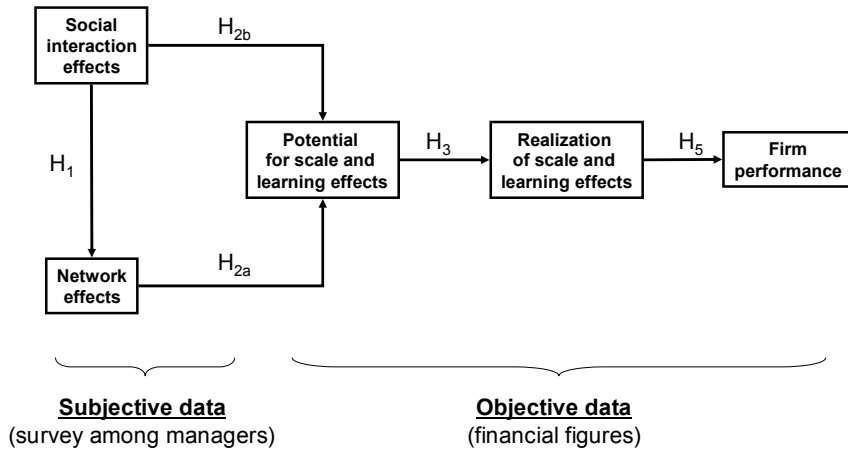 Social
interaction
effects
H2b
H1
Potential
for scale and
learning effects
H3
Realization
of scale and
learning effects
H5
Firm
performance
Network
effects
H2a
Subjective data
(survey among managers)
Objective data
(financial figures)